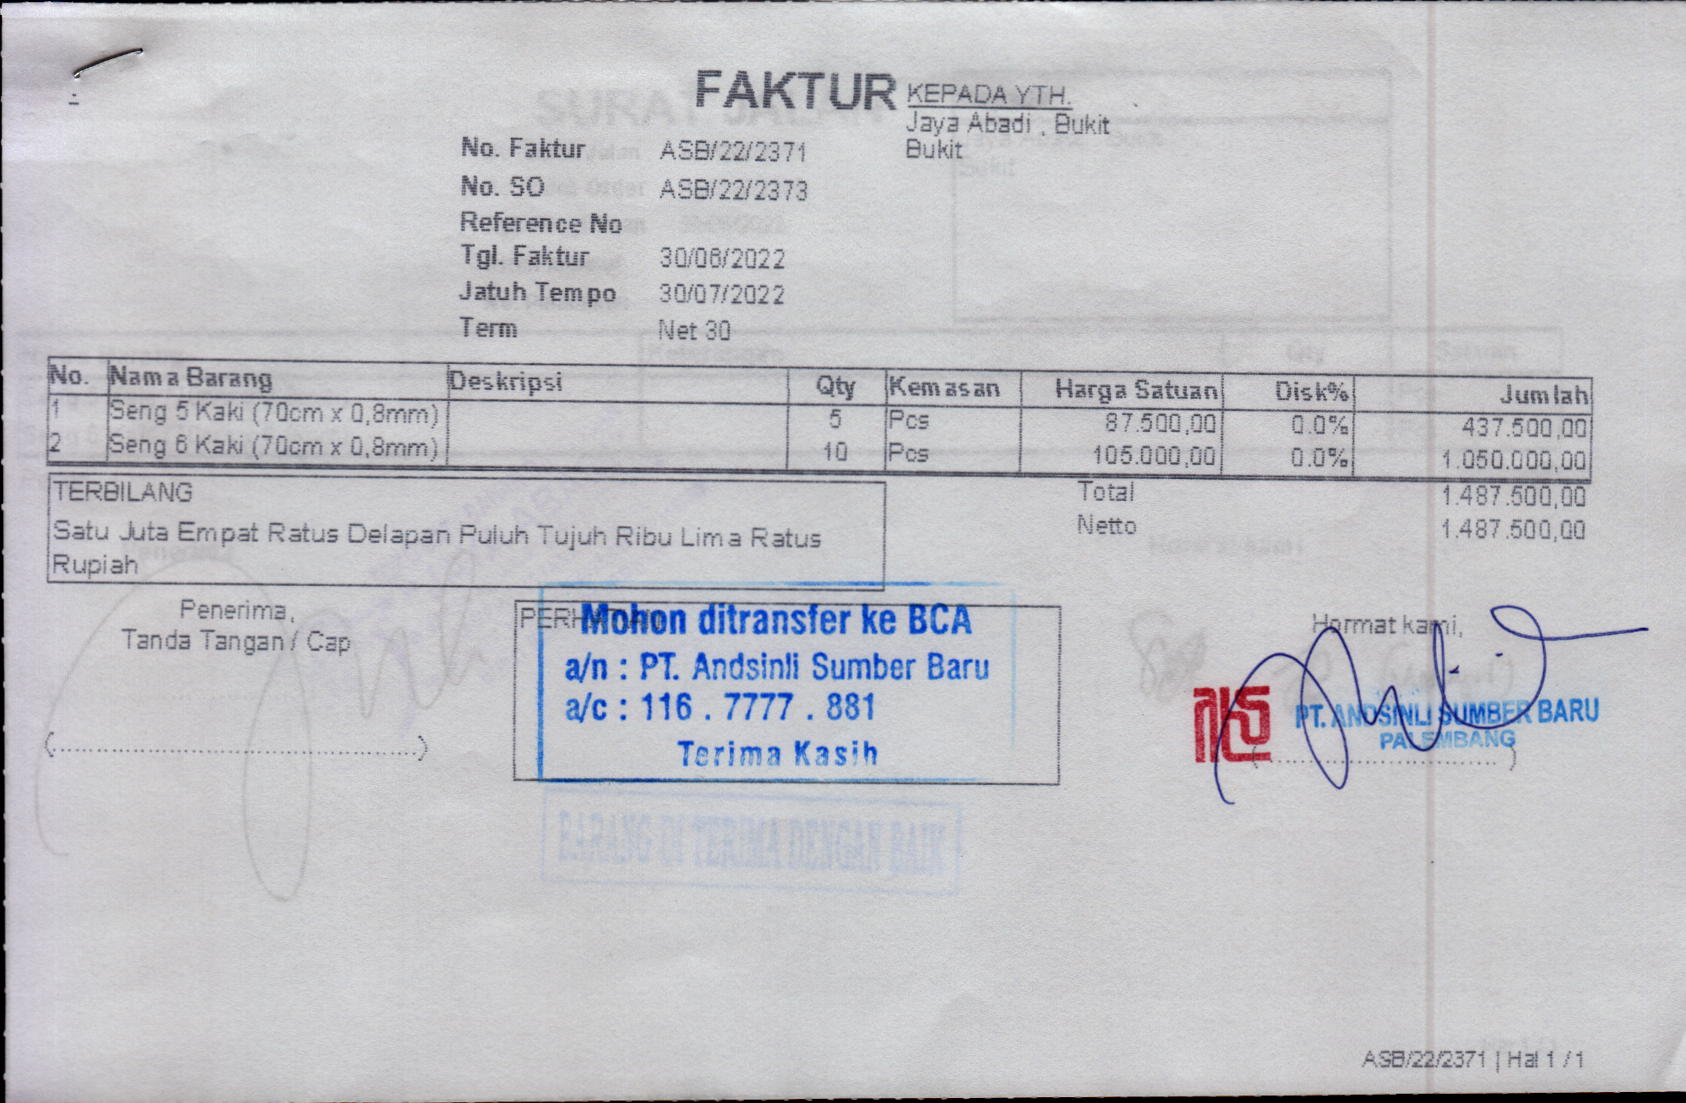 FAKTUR
KEPADA YTH.
Jaya Abadi , Bukit
Bukit
No. Faktur ASB/22/2371
No. SO ASB/22/2373
Reference No
Tgl. Faktur 30/06/2022
Jatuh Tempo 30/07/2022
Term Net 30
No. Nama Barang Deskripsi Qty Kemasan Harga Satuan Disk% Jumlah
1 Seng 5 Kaki (70cm x 0,8mm) 5 Pcs 87.500,00 0.0% 437.500,00
2 Seng 6 Kaki (70cm x 0,8mm) 10 Pcs 105.000,00 0.0% 1.050.000,00
TERBILANG
Satu Juta Empat Ratus Delapan Puluh Tujuh Ribu Lima Ratus
Rupiah
Total 1.487.500,00
Netto 1.487.500,00
Penerima,
Tanda Tangan / Cap
Mohon ditransfer ke BCA
a/n : PT. Andsinli Sumber Baru
a/c : 116 . 7777 . 881
Terima Kasih
Hormat kami,
PT. ANDSINLI SUMBER BARU
PALEMBANG
BARANG DI TERIMA DENGAN BAIK
ASB/22/2371 | Hal 1 / 1